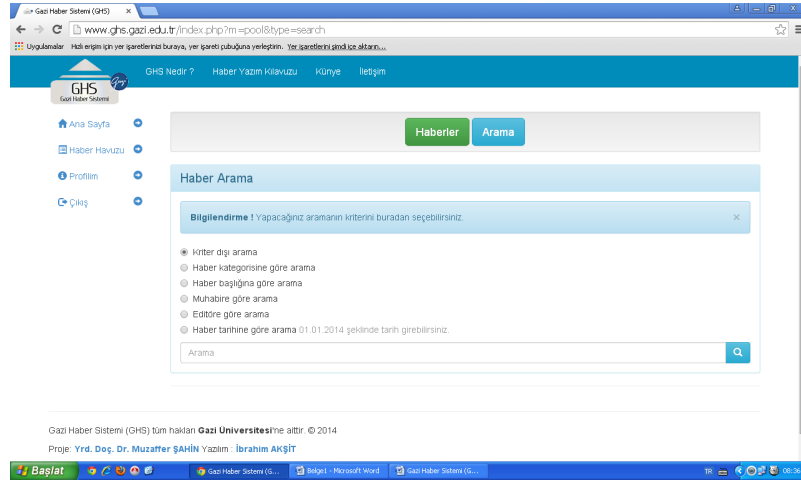 Gazi Haber Sistemi (GHS)
www.ghs.gazi.edu.tr/index.php?m=pool&type=search
Uygulamalar Hızlı erişim için yer işaretlerinizi buraya, yer işareti çubuğuna yerleştirin. Yer işaretlerini şimdi içe aktarın...
GHS
Gazi Haber Sistemi
GHS Nedir ? Haber Yazım Kılavuzu Künye İletişim
Ana Sayfa
Haber Havuzu
Profilim
Çıkış
Haberler Arama
Haber Arama
Bilgilendirme ! Yapacağınız aramanın kriterini buradan seçebilirsiniz. ×
Kriter dışı arama
Haber kategorisine göre arama
Haber başlığına göre arama
Muhabire göre arama
Editöre göre arama
Haber tarihine göre arama 01.01.2014 şeklinde tarih girebilirsiniz.
Arama
Gazi Haber Sistemi (GHS) tüm hakları Gazi Üniversitesi'ne aittir. © 2014
Proje: Yrd. Doç. Dr. Muzaffer ŞAHİN Yazılım : İbrahim AKŞİT
Başlat Gazi Haber Sistemi (G... Belge1 - Microsoft Word Gazi Haber Sistemi (G... TR 08:36